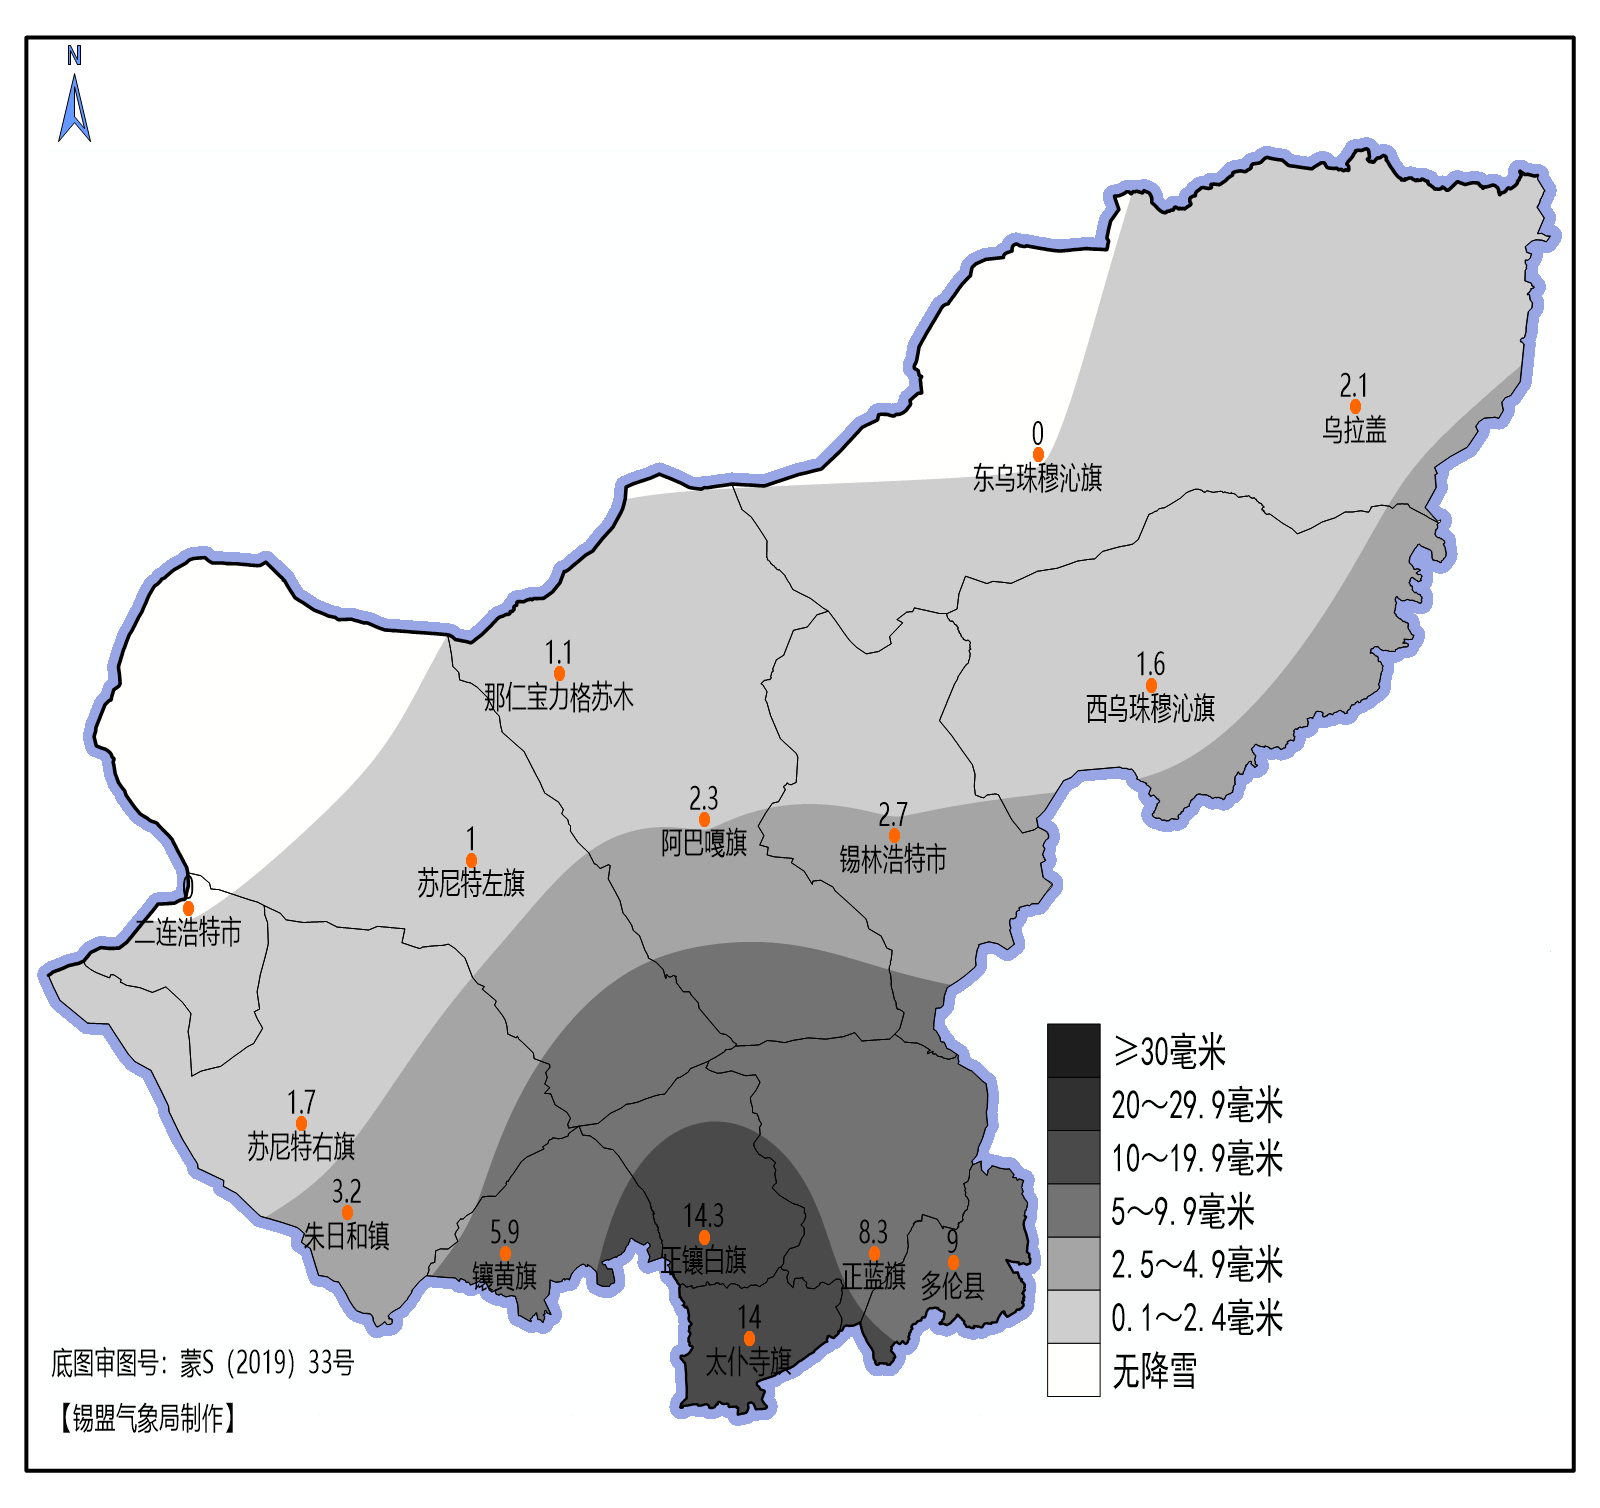 N
2.1
乌拉盖
0
东乌珠穆沁旗
1.1
那仁宝力格苏木
1.6
西乌珠穆沁旗
2.3
阿巴嘎旗
2.7
锡林浩特市
1
苏尼特左旗
0
二连浩特市
1.7
苏尼特右旗
3.2
朱日和镇
5.9
镶黄旗
14.3
正镶白旗
8.3
正蓝旗
9
多伦县
14
太仆寺旗
≥30毫米
20～29.9毫米
10～19.9毫米
5～9.9毫米
2.5～4.9毫米
0.1～2.4毫米
无降雪
底图审图号：蒙S（2019）33号
【锡盟气象局制作】